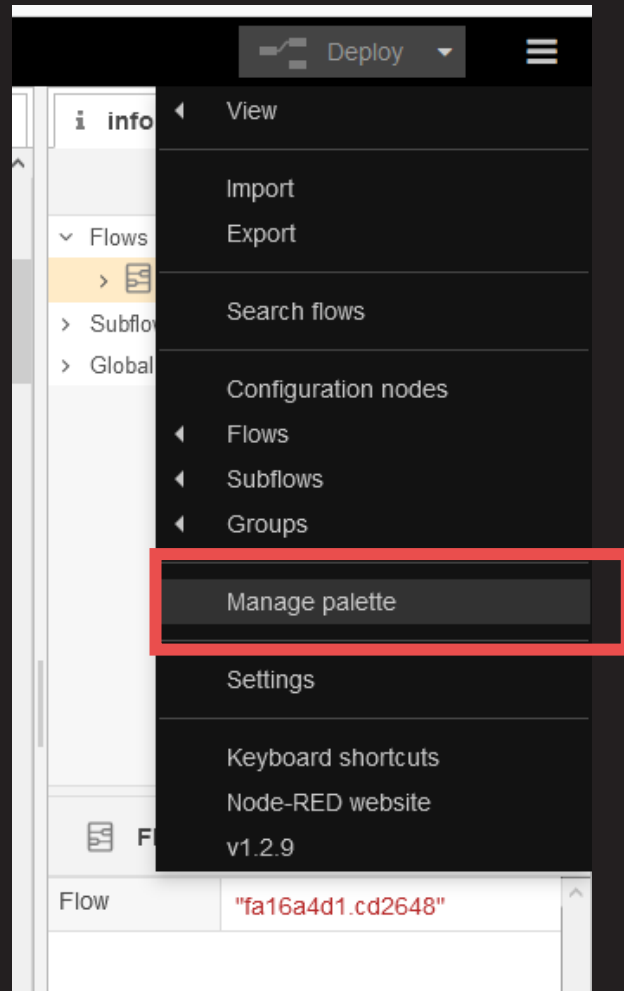 Deploy
info
View
Import
Export
Flows
Search flows
Global
Configuration nodes
Flows
Subflows
Groups
Manage palette
Settings
Keyboard shortcuts
Node-RED website
v1.2.9
Flow
"fa16a4d1.cd2648"